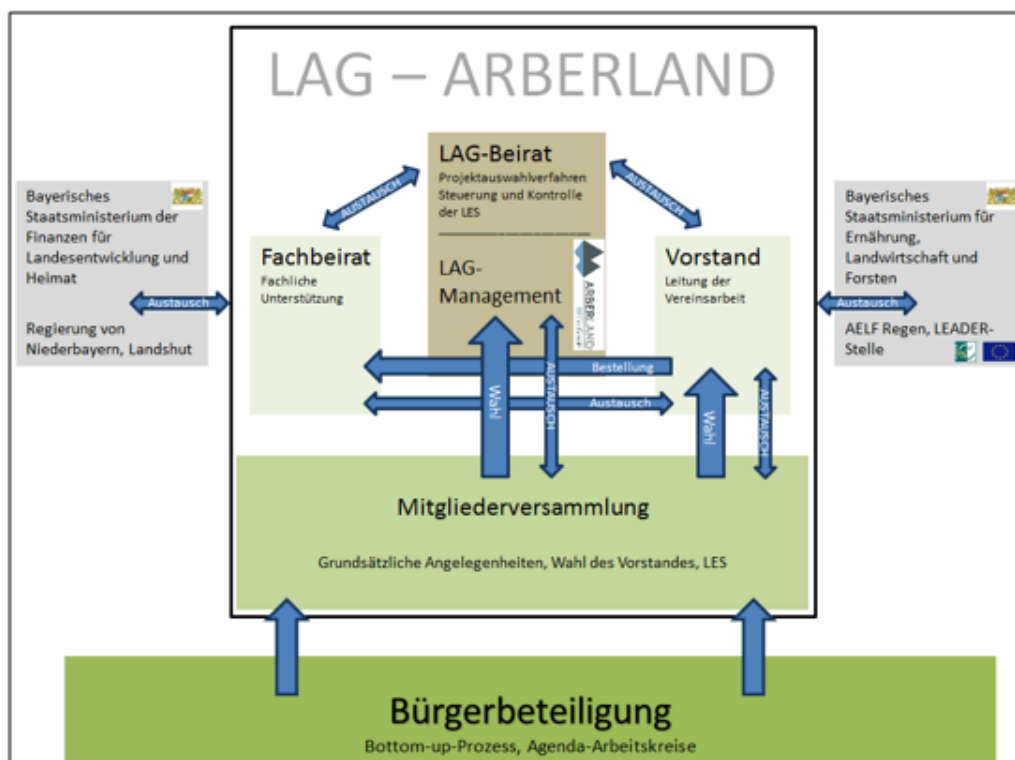 LAG – ARBERLAND
LAG-Beirat
Projektauswahlverfahren
Steuerung und Kontrolle
der LES
LAG-
Management
ARBERLAND
AUSTAUSCH
AUSTAUSCH
Bayerisches
Staatsministerium der
Finanzen für
Landesentwicklung und
Heimat
Austausch
Regierung von
Niederbayern, Landshut
Fachbeirat
Fachliche
Unterstützung
Vorstand
Leitung der
Vereinsarbeit
Bayerisches
Staatsministerium für
Ernährung,
Landwirtschaft und
Forsten
Austausch
AELF Regen, LEADER-
Stelle
Bestellung
Austausch
Wahl
AUSTAUSCH
Wahl
AUSTAUSCH
Mitgliederversammlung
Grundsätzliche Angelegenheiten, Wahl des Vorstandes, LES
Bürgerbeteiligung
Bottom-up-Prozess, Agenda-Arbeitskreise